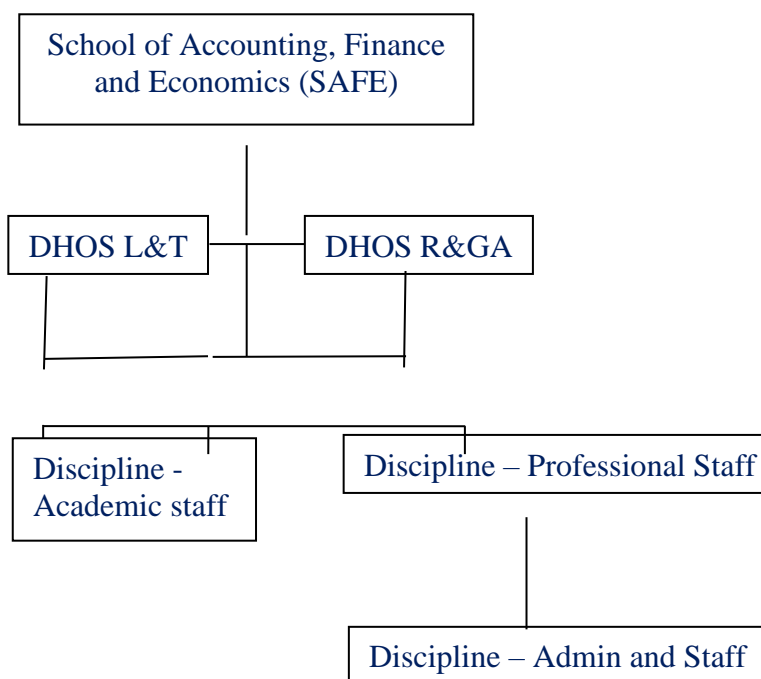 School of Accounting, Finance
and Economics (SAFE)
DHOS L&T
DHOS R&GA
Discipline -
Academic staff
Discipline – Professional Staff
Discipline – Admin and Staff